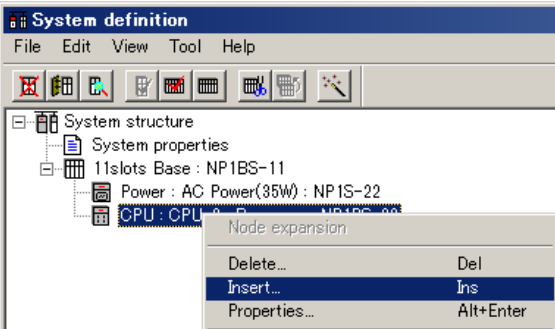 System definition
File Edit View Tool Help
System structure
System properties
11slots Base : NP1BS-11
Power : AC Power(35W) : NP1S-22
CPU : CPU
Node expansion
Delete... Del
Insert... Ins
Properties... Alt+Enter